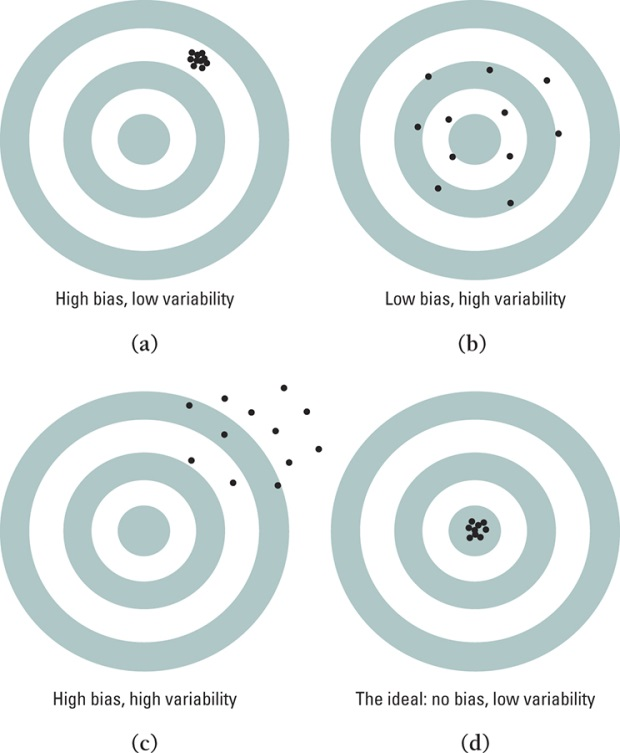 High bias, low variability
(a)
Low bias, high variability
(b)
High bias, high variability
(c)
The ideal: no bias, low variability
(d)